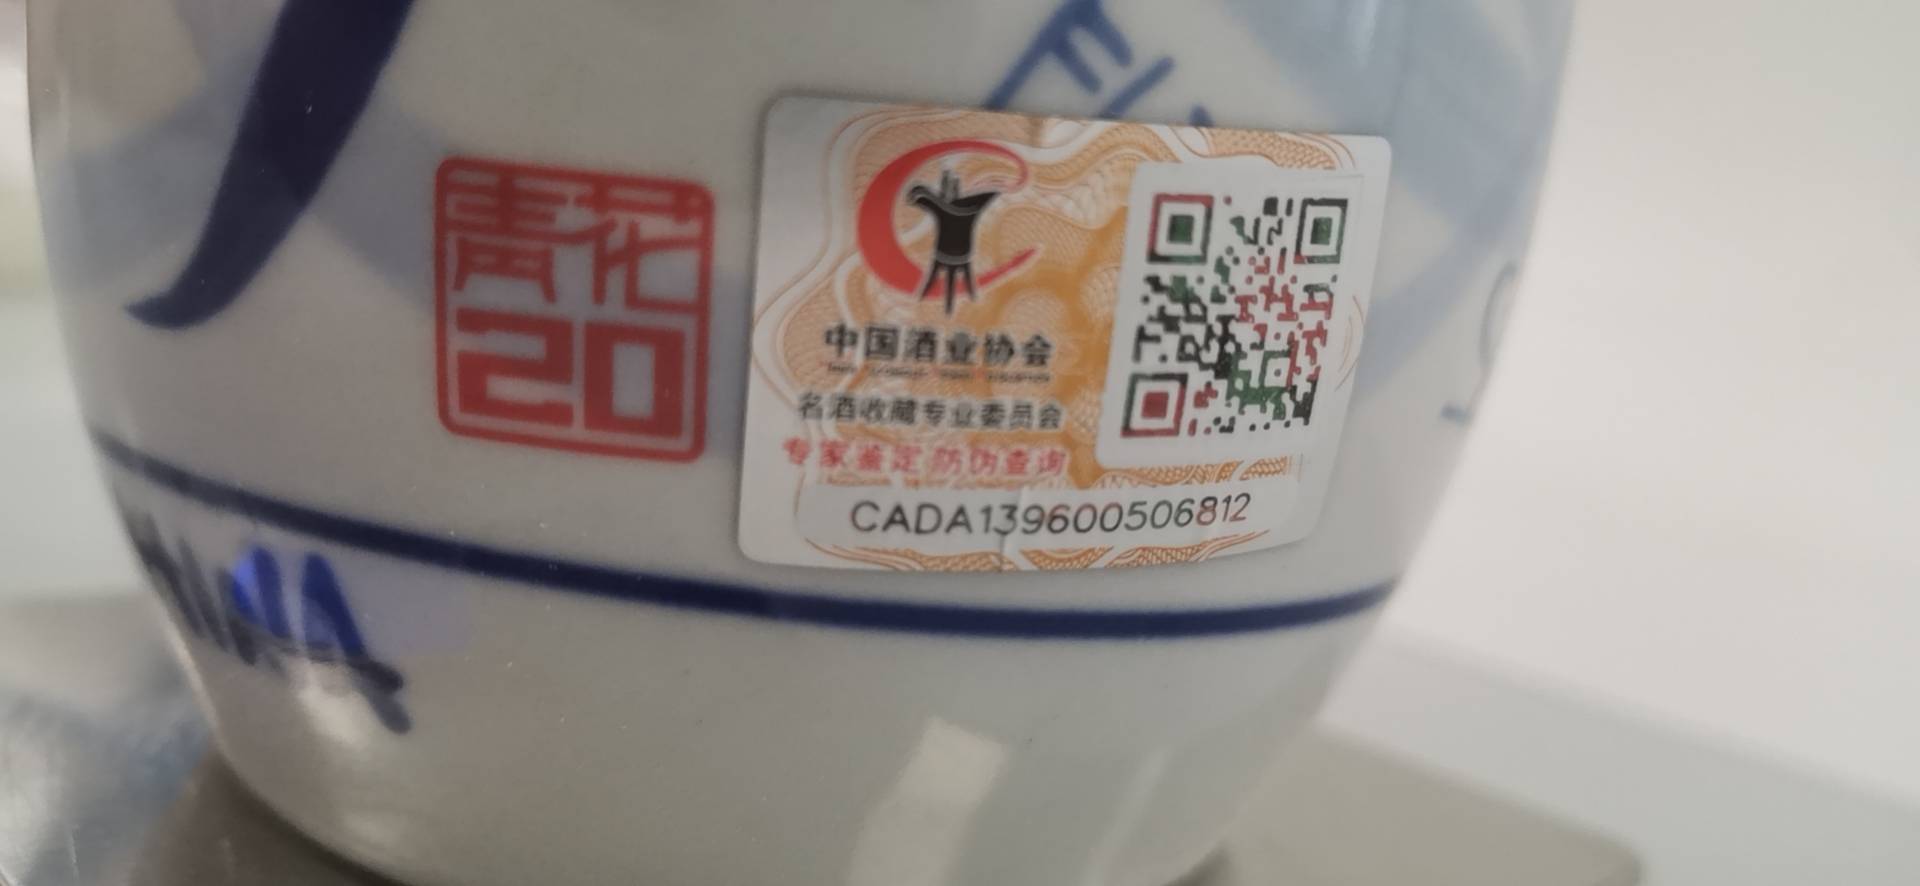 青花
20
中国酒业协会
名酒收藏专业委员会
专家鉴定 防伪查询
CADA139600506812